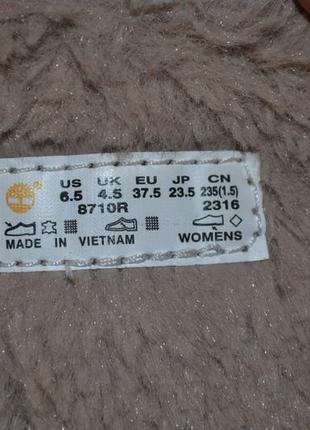 US UK EU JP CN
6.5 4.5 37.5 23.5 235(1.5)
8710R 2316
MADE IN VIETNAM WOMENS